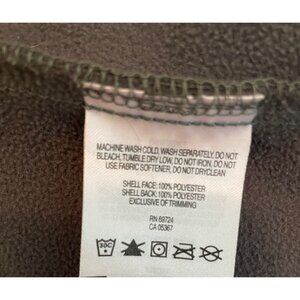 MACHINE WASH COLD, WASH SEPARATELY, DO NOT
BLEACH, TUMBLE DRY LOW, DO NOT IRON, DO NOT
USE FABRIC SOFTENER, DO NOT DRYCLEAN
SHELL FACE: 100% POLYESTER
SHELL BACK: 100% POLYESTER
EXCLUSIVE OF TRIMMING
RN 69724
CA 05367
30C